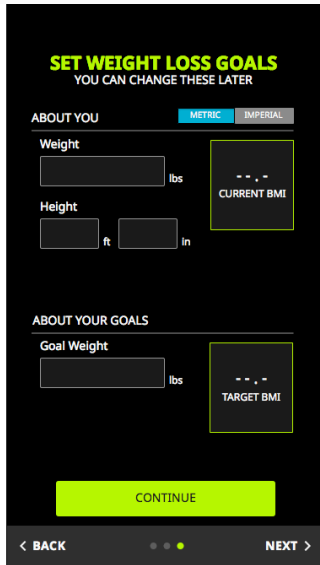 SET WEIGHT LOSS GOALS
YOU CAN CHANGE THESE LATER
ABOUT YOU
METRIC IMPERIAL
Weight
lbs
--.-
CURRENT BMI
Height
ft in
ABOUT YOUR GOALS
Goal Weight
lbs
--.-
TARGET BMI
CONTINUE
< BACK NEXT >